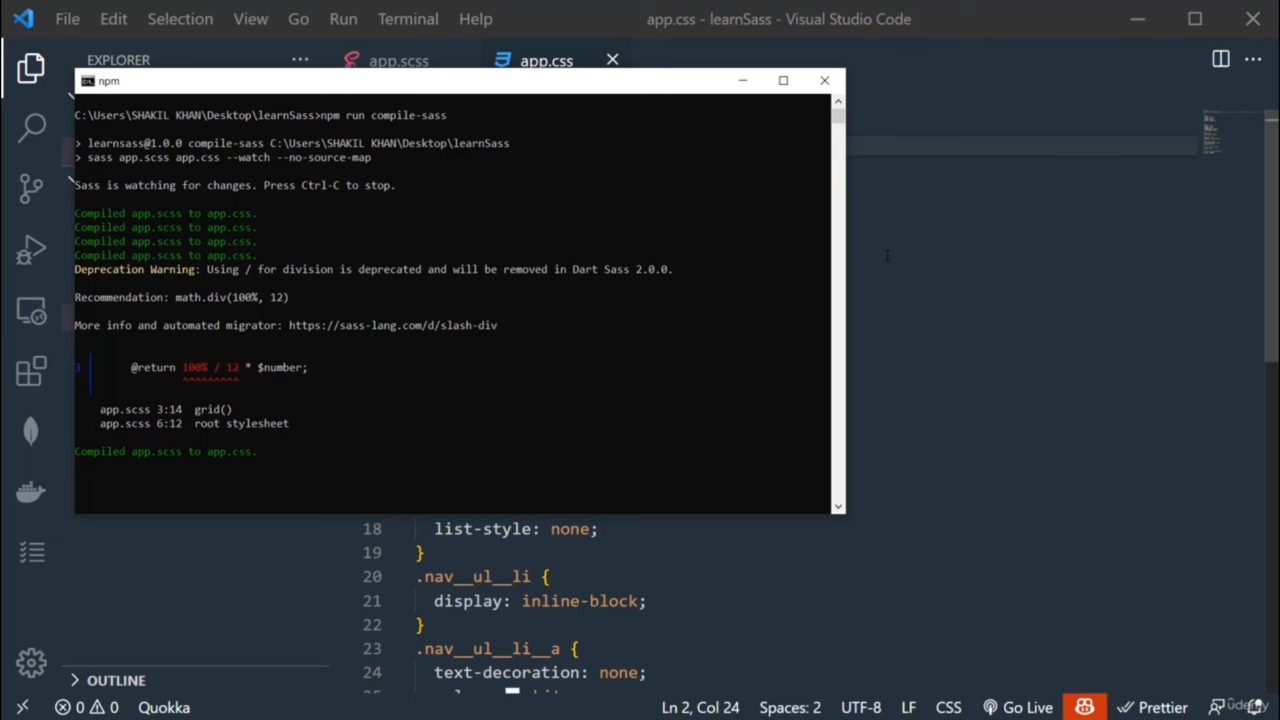 File Edit Selection View Go Run Terminal Help
app.css - learnSass - Visual Studio Code
EXPLORER
app.scss
app.css
npm
C:\Users\SHAKIL KHAN\Desktop\learnSass>npm run compile-sass
> learnsass@1.0.0 compile-sass C:\Users\SHAKIL KHAN\Desktop\learnSass
> sass app.scss app.css --watch --no-source-map
Sass is watching for changes. Press Ctrl-C to stop.
Compiled app.scss to app.css.
Compiled app.scss to app.css.
Compiled app.scss to app.css.
Compiled app.scss to app.css.
Deprecation Warning: Using / for division is deprecated and will be removed in Dart Sass 2.0.0.
Recommendation: math.div(100%, 12)
More info and automated migrator: https://sass-lang.com/d/slash-div
3 @return 100% / 12 * $number;
^^^^^^^^^
app.scss 3:14 grid()
app.scss 6:12 root stylesheet
Compiled app.scss to app.css.
18 list-style: none;
19 }
20 .nav__ul__li {
21 display: inline-block;
22 }
23 .nav__ul__li__a {
24 text-decoration: none;
OUTLINE
0 0 Quokka
Ln 2, Col 24 Spaces: 2 UTF-8 LF CSS Go Live Prettier
udemy